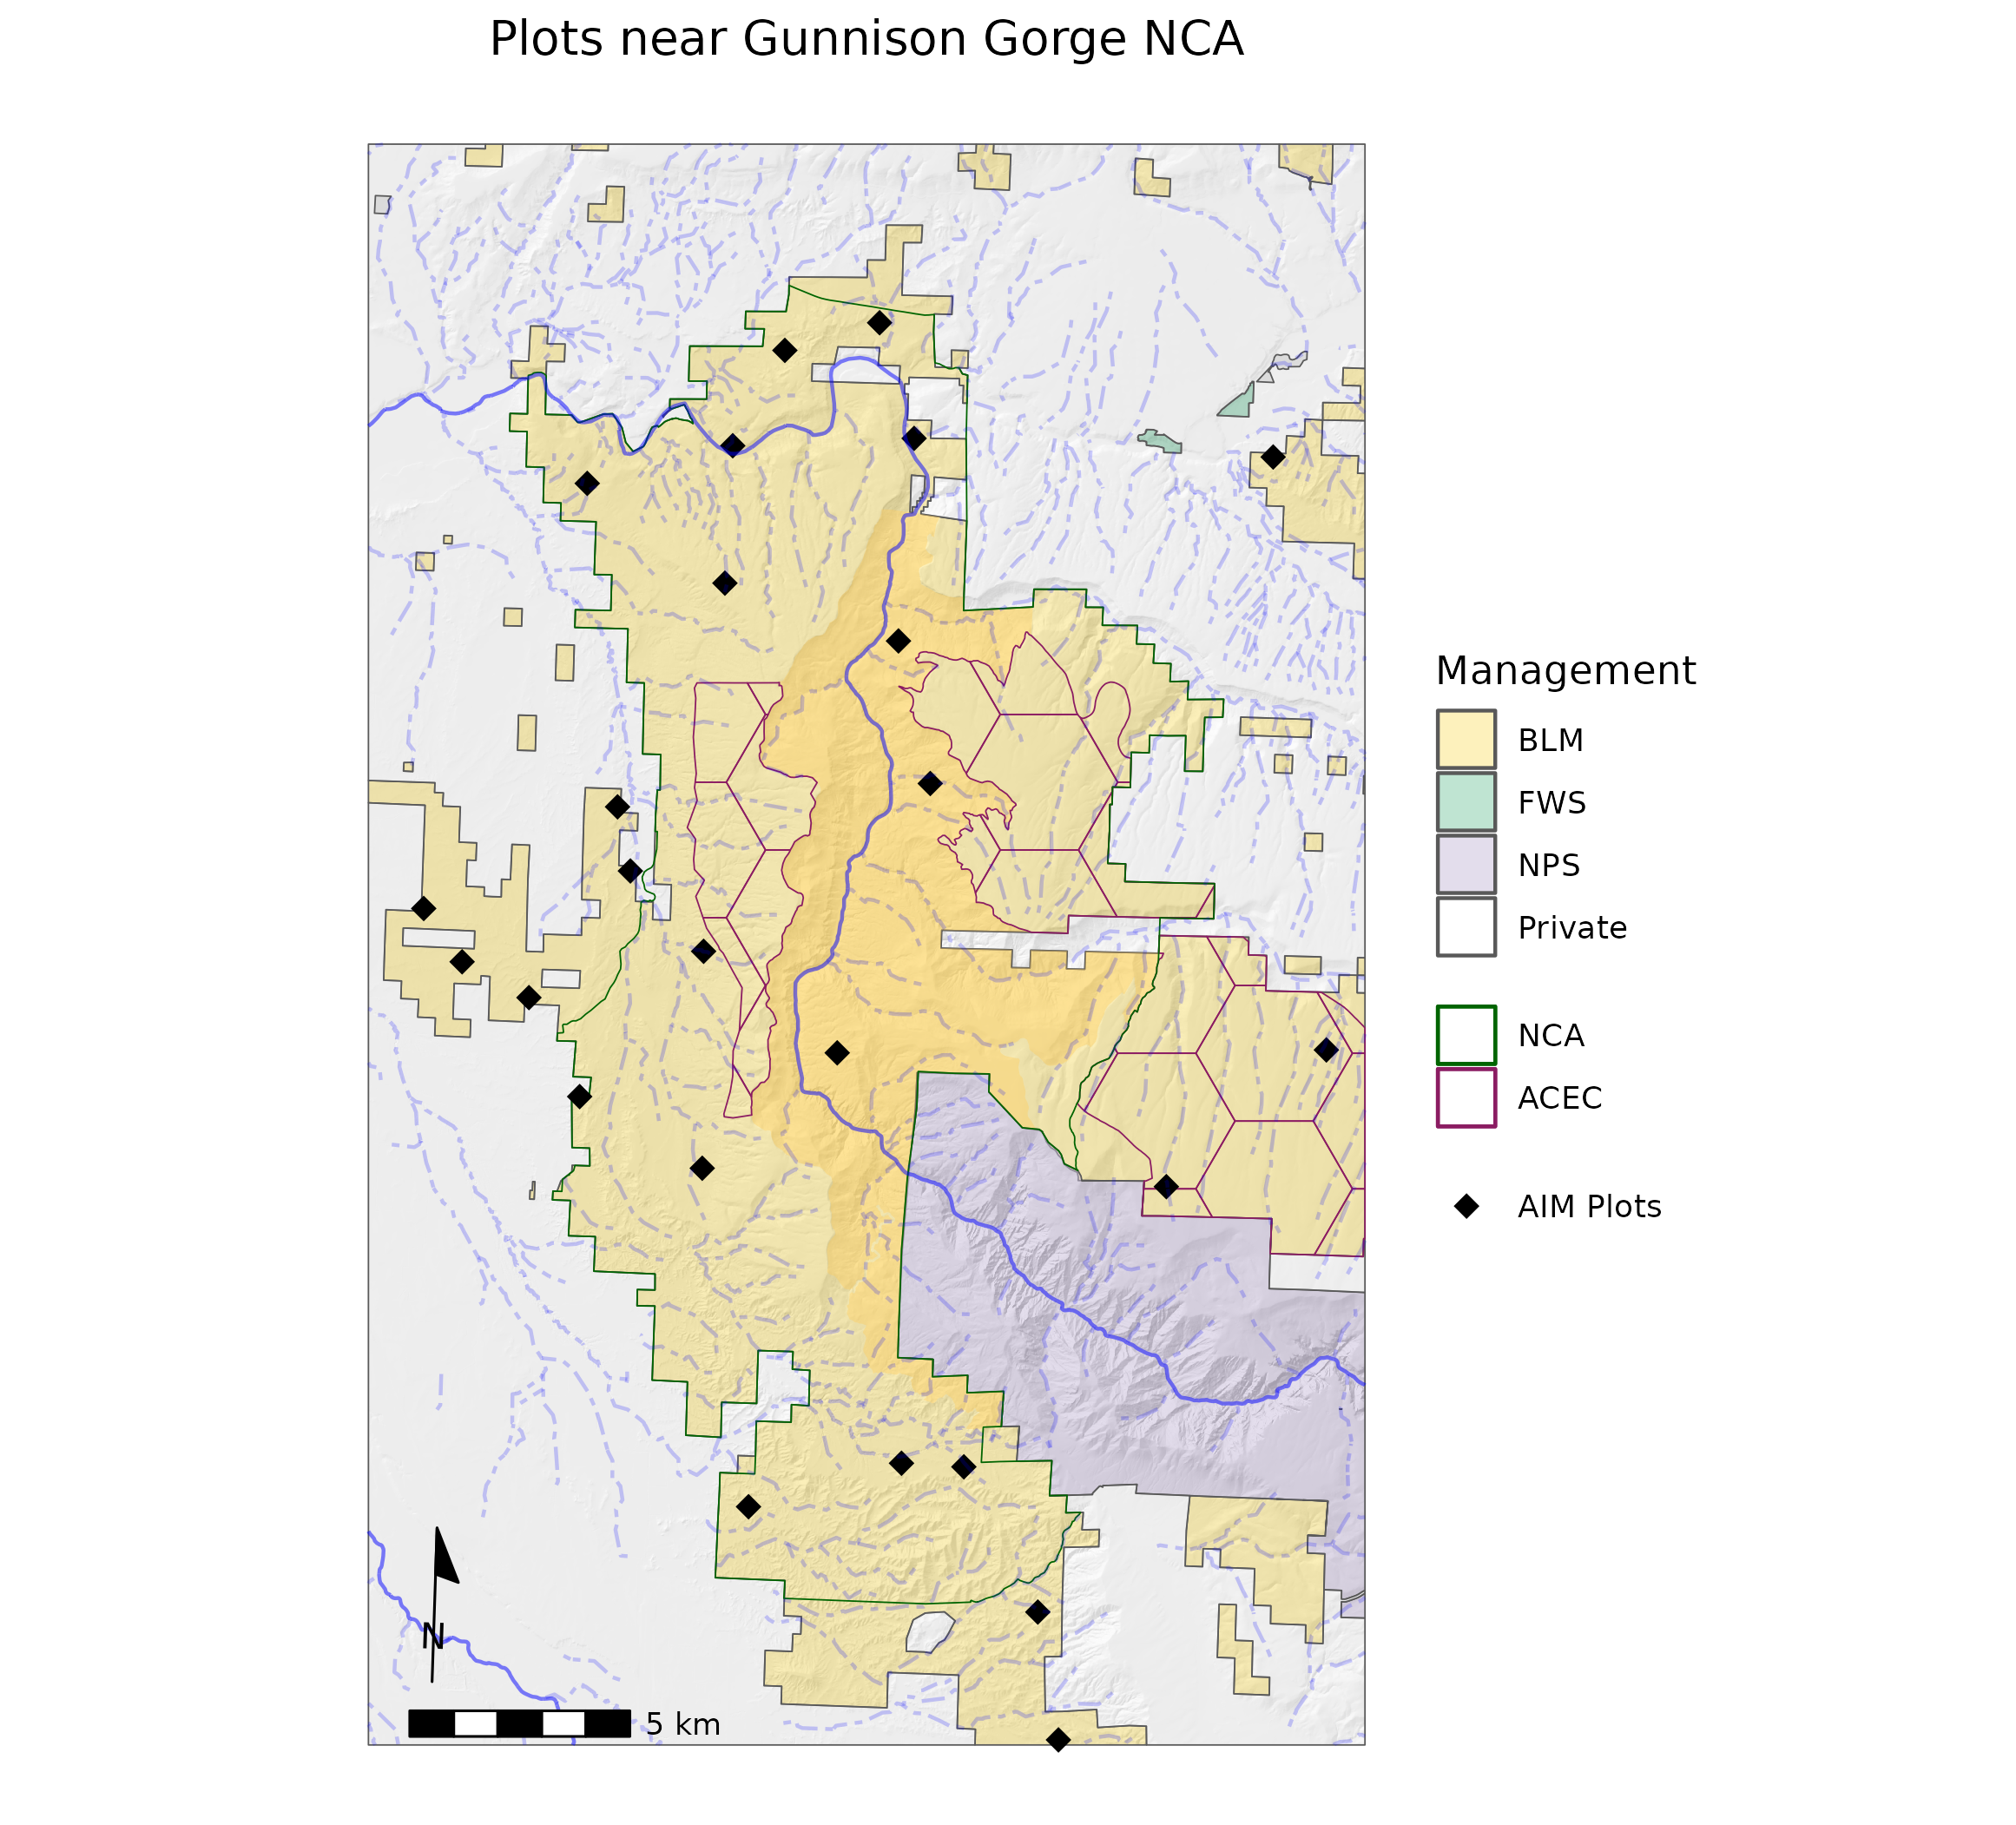 Plots near Gunnison Gorge NCA
Management
BLM
FWS
NPS
Private
NCA
ACEC
AIM Plots
N
5 km